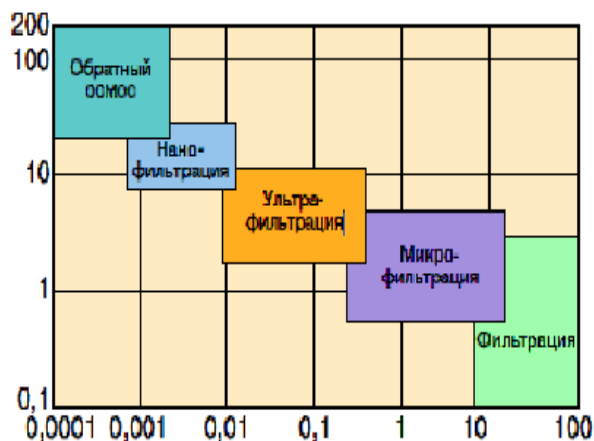 200
100
Обратный
осмос
Нано-
фильтрация
10
Ультра-
фильтрация
Микро-
фильтрация
1
Фильтрация
0,1
0,0001 0,001 0,01 0,1 1 10 100